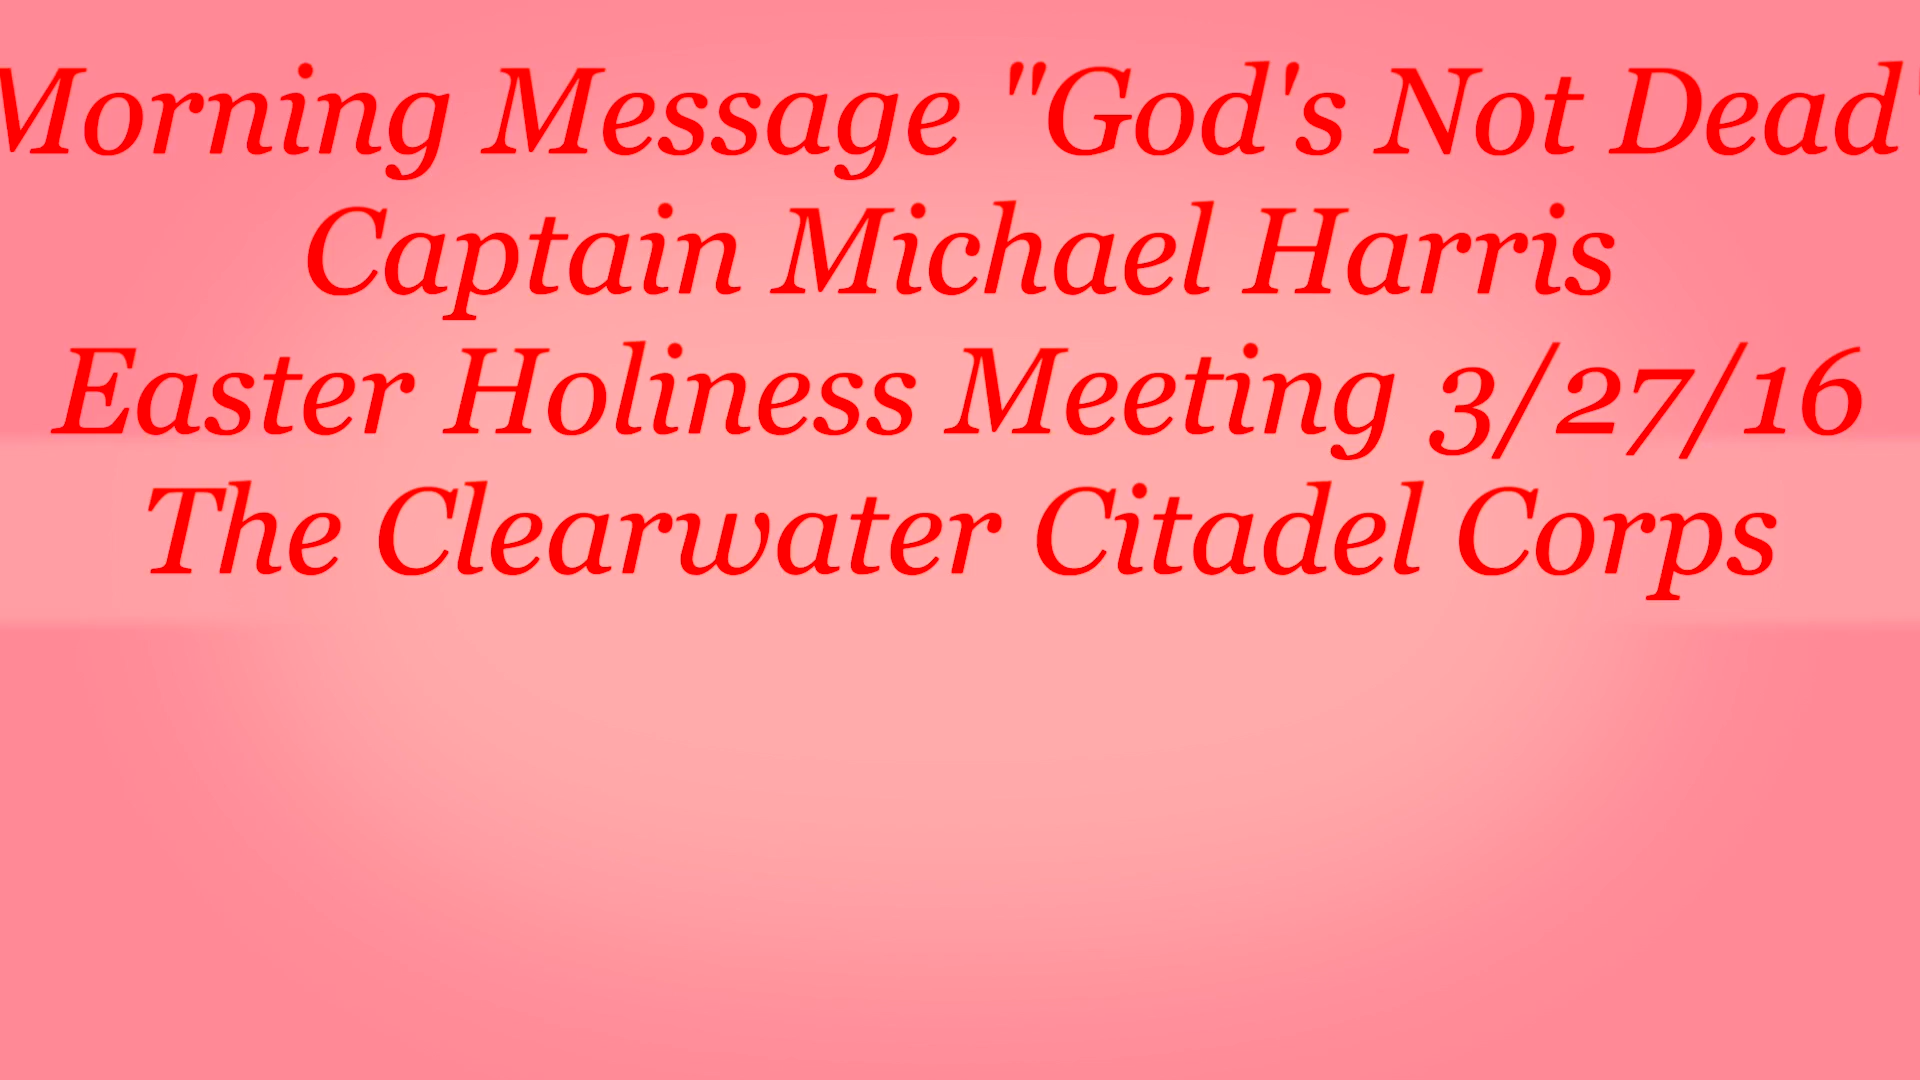 Morning Message "God's Not Dead"
Captain Michael Harris
Easter Holiness Meeting 3/27/16
The Clearwater Citadel Corps